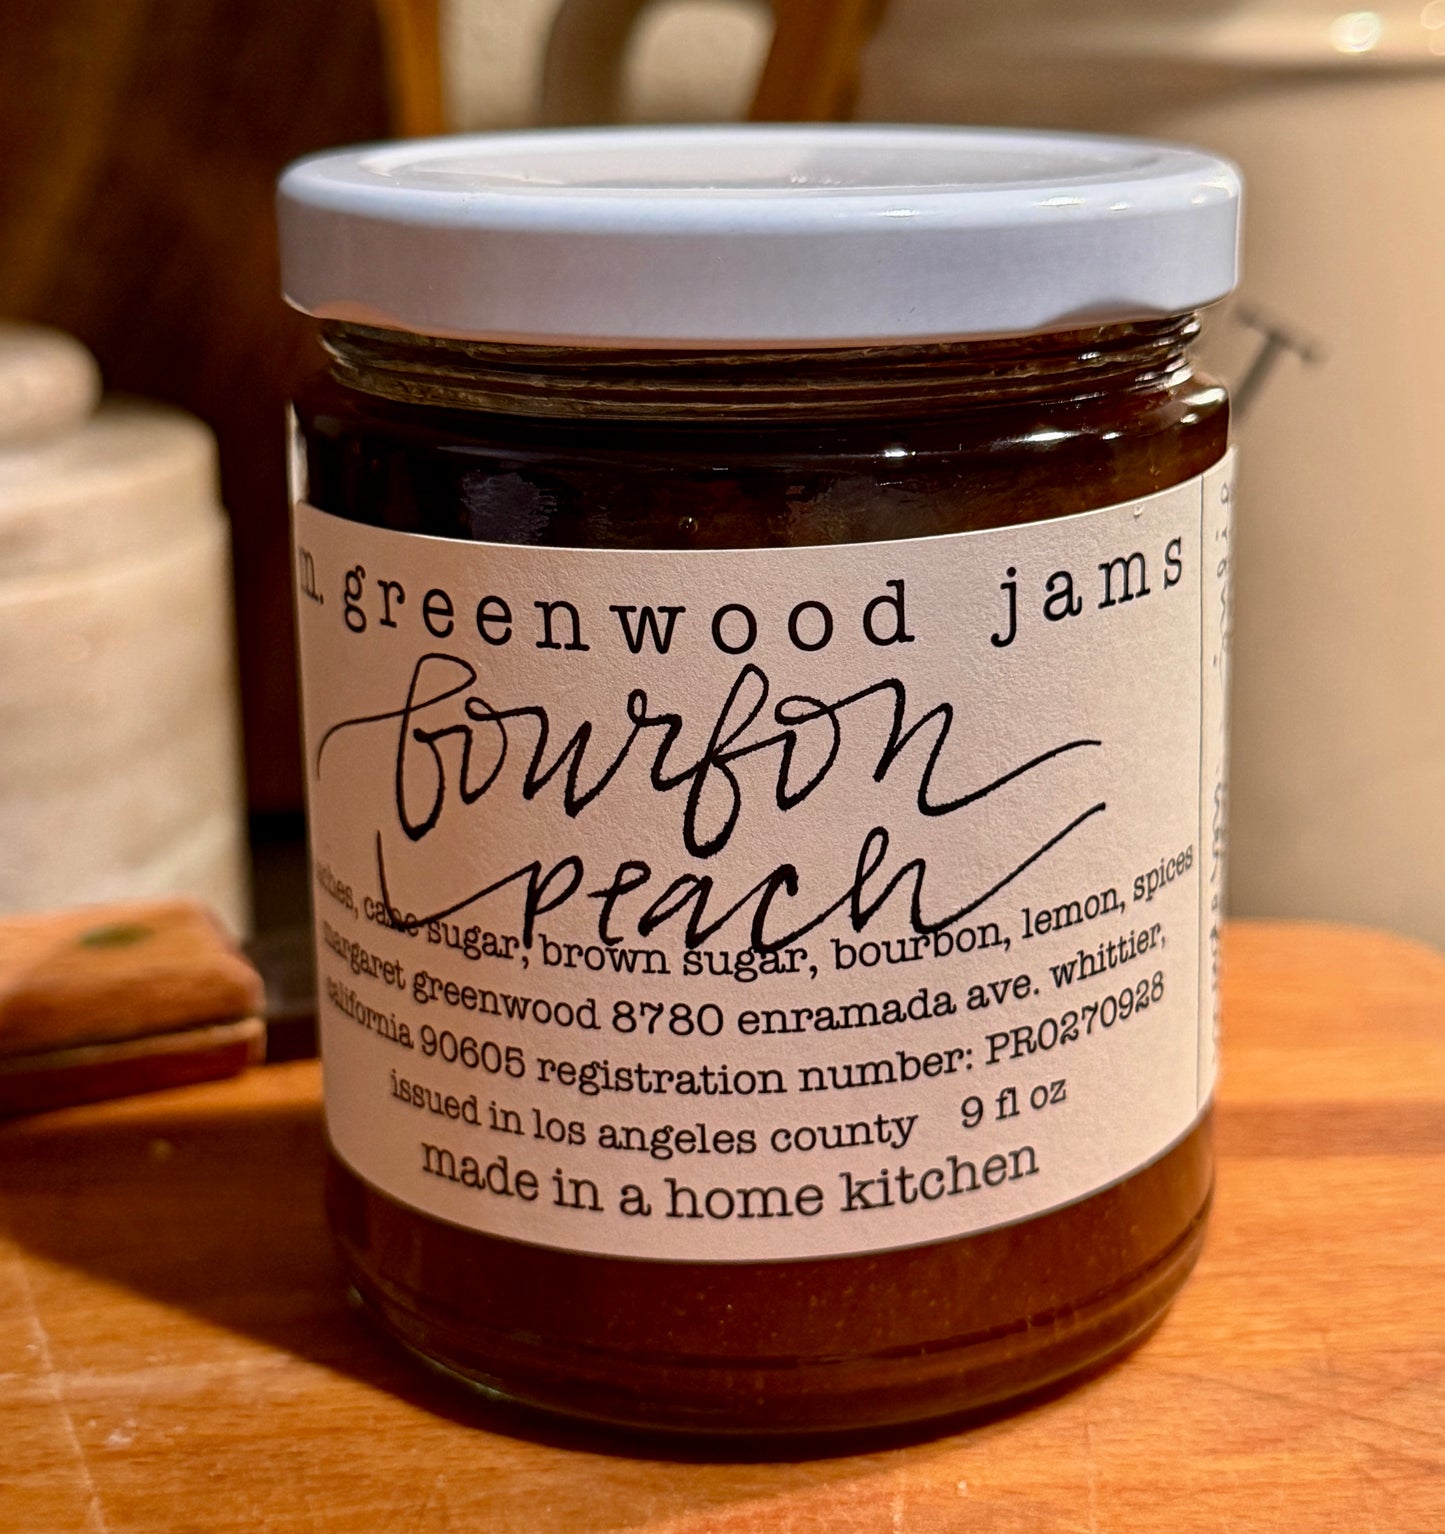 m. greenwood jams
bourbon
peach
cane sugar, brown sugar, bourbon, lemon, spices
margaret greenwood 8780 enramada ave. whittier,
california 90605 registration number: PR0270928
issued in los angeles county 9 fl oz
made in a home kitchen